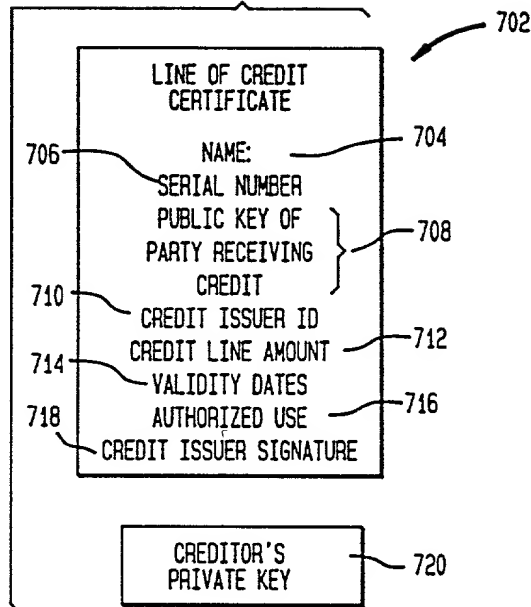 702
LINE OF CREDIT
CERTIFICATE
NAME: 704
706 SERIAL NUMBER
PUBLIC KEY OF
PARTY RECEIVING 708
CREDIT
710 CREDIT ISSUER ID
CREDIT LINE AMOUNT 712
714 VALIDITY DATES
AUTHORIZED USE 716
718 CREDIT ISSUER SIGNATURE
CREDITOR'S
PRIVATE KEY 720